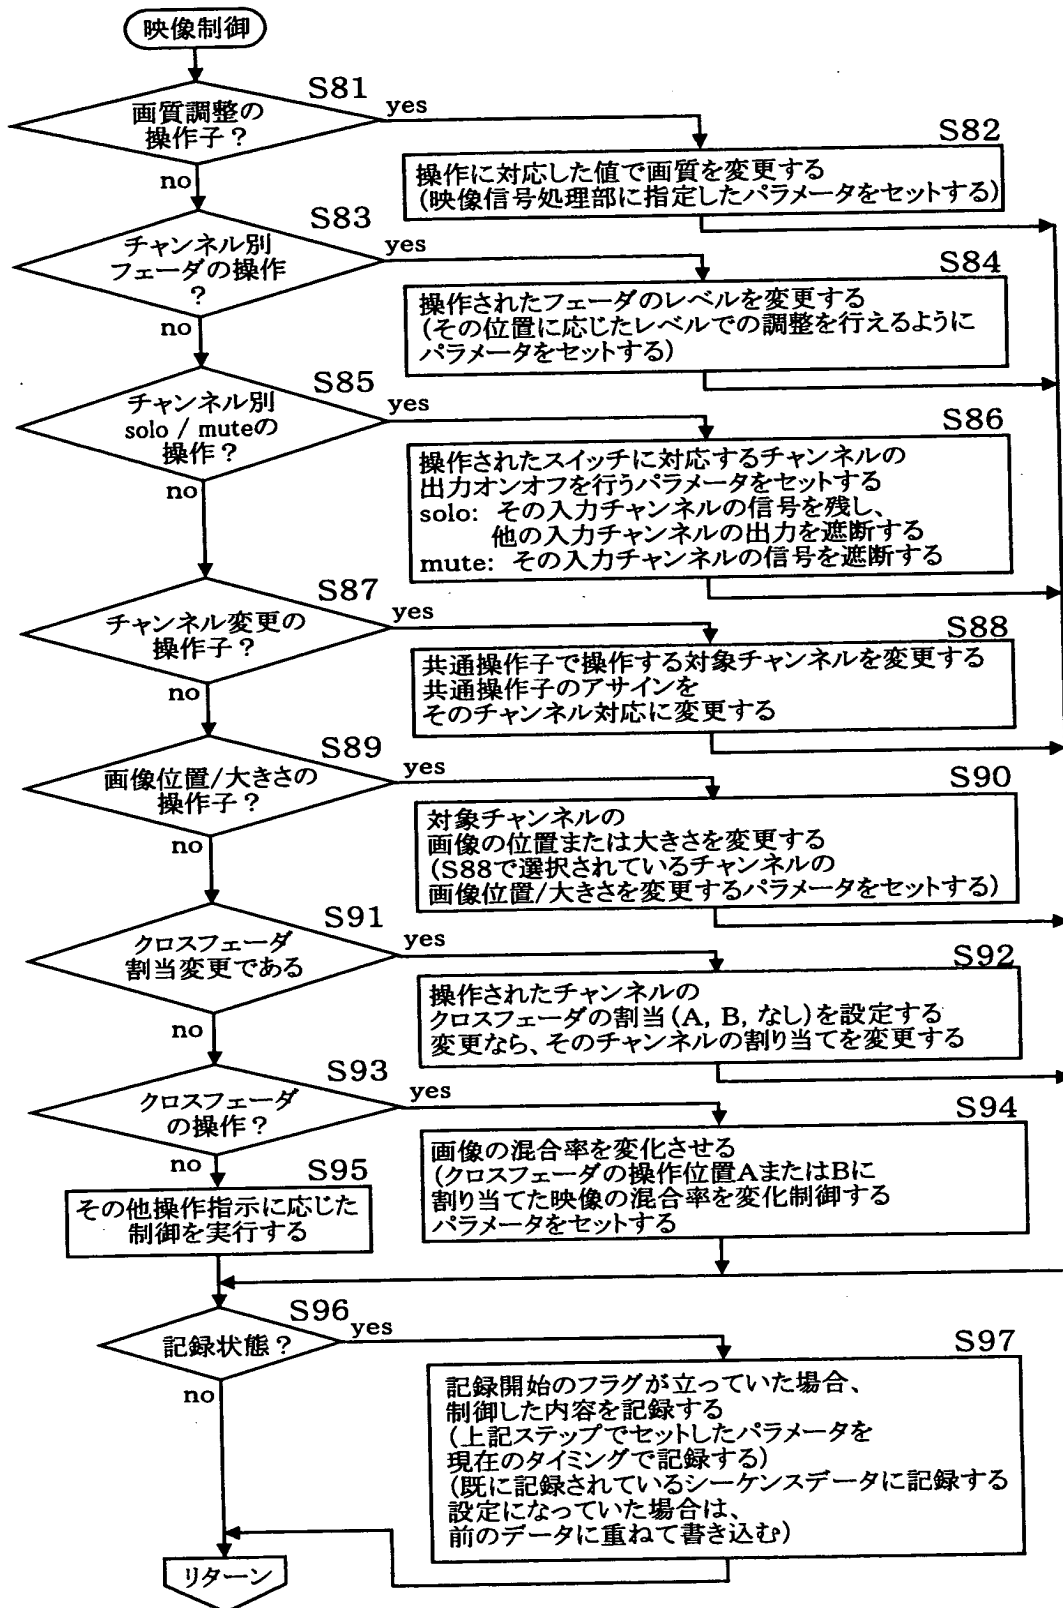 映像制御
S81
画質調整の
操作子?
yes
no
S82
操作に対応した値で画質を変更する
(映像信号処理部に指定したパラメータをセットする)
S83
チャンネル別
フェーダの操作
?
yes
no
S84
操作されたフェーダのレベルを変更する
(その位置に応じたレベルでの調整を行えるように
パラメータをセットする)
S85
チャンネル別
solo / muteの
操作?
yes
no
S86
操作されたスイッチに対応するチャンネルの
出力オンオフを行うパラメータをセットする
solo: その入力チャンネルの信号を残し、
他の入力チャンネルの出力を遮断する
mute: その入力チャンネルの信号を遮断する
S87
チャンネル変更の
操作子?
yes
no
S88
共通操作子で操作する対象チャンネルを変更する
共通操作子のアサインを
そのチャンネル対応に変更する
S89
画像位置/大きさの
操作子?
yes
no
S90
対象チャンネルの
画像の位置または大きさを変更する
(S88で選択されているチャンネルの
画像位置/大きさを変更するパラメータをセットする)
S91
クロスフェーダ
割当変更である
yes
no
S92
操作されたチャンネルの
クロスフェーダの割当(A, B, なし)を設定する
変更なら、そのチャンネルの割り当てを変更する
S93
クロスフェーダ
の操作?
yes
no
S94
画像の混合率を変化させる
(クロスフェーダの操作位置AまたはBに
割り当てた映像の混合率を変化制御する
パラメータをセットする
S95
その他操作指示に応じた
制御を実行する
S96
記録状態?
yes
no
S97
記録開始のフラグが立っていた場合、
制御した内容を記録する
(上記ステップでセットしたパラメータを
現在のタイミングで記録する)
(既に記録されているシーケンスデータに記録する
設定になっていた場合は、
前のデータに重ねて書き込む)
リターン